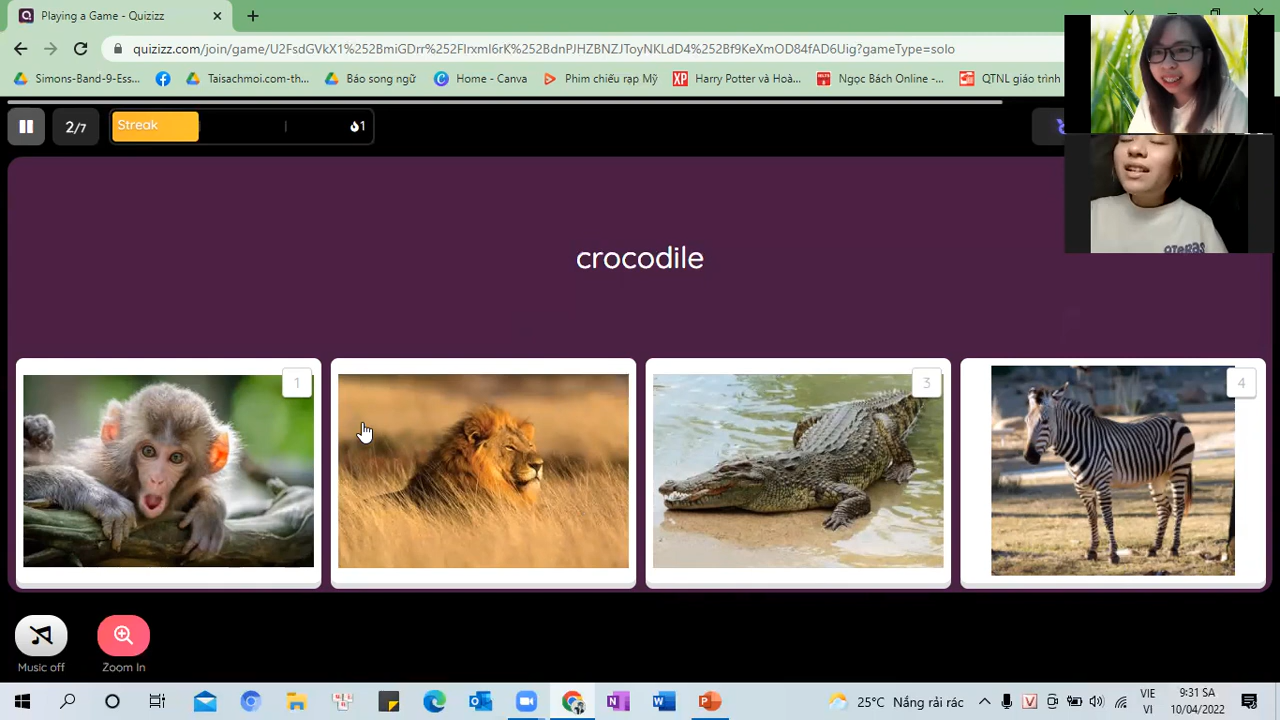 Playing a Game - Quizizz
quizizz.com/join/game/U2FsdGVkX1%252BmiGDrr%252FIrxmI6rK%252BdnPJHZBNZJToyNKLdD4%252Bf9KeXmOD84fAD6Uig?gameType=solo
Simons-Band-9-Ess... Taisachmoi.com-th... Báo song ngữ Home - Canva Phim chiếu rạp Mỹ XP Harry Potter và Hoà... Ngọc Bách Online -... QTNL giáo trình
2/7 Streak 1
crocodile
1 3 4
Music off Zoom In
25°C Nắng rải rác VIE 9:31 SA
VI 10/04/2022